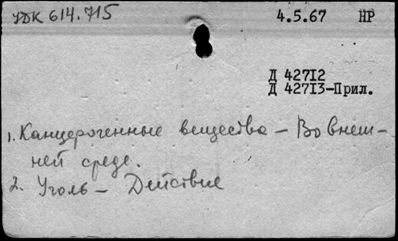 УДК 614.715 4.5.67 НР
Д 42712
Д 42713-Прил.
1. Канцерогенные вещества – Во внеш-
ней среде.
2. Уголь – Действие